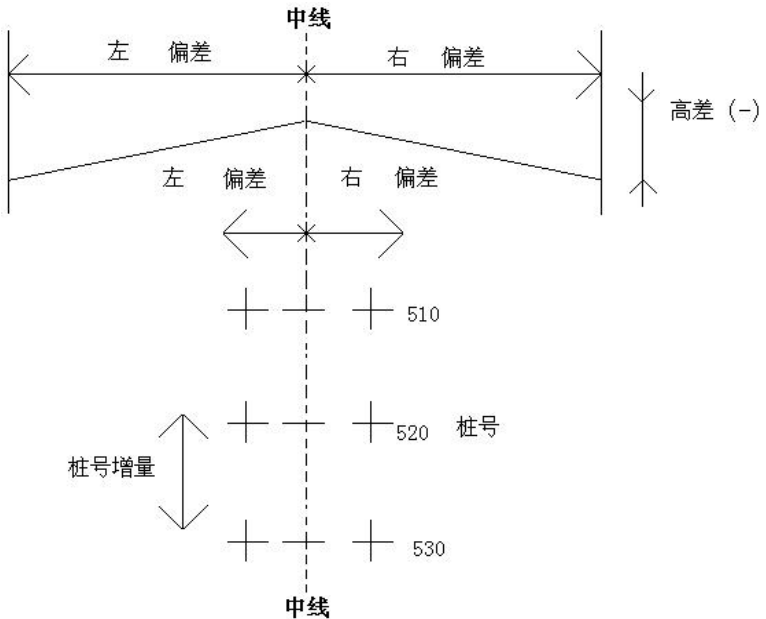 中线
左 偏差
右 偏差
高差 (-)
左 偏差
右 偏差
510
520 桩号
桩号增量
530
中线